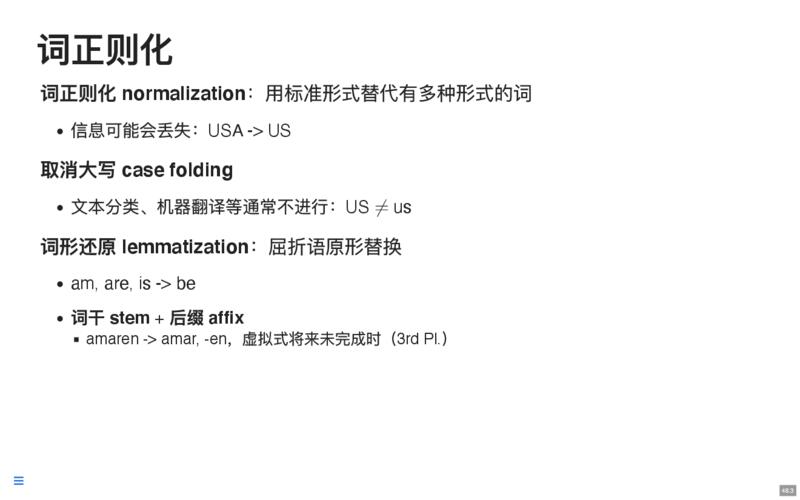 词正则化
词正则化 normalization：用标准形式替代有多种形式的词
• 信息可能会丢失：USA -> US
取消大写 case folding
• 文本分类、机器翻译等通常不进行：US ≠ us
词形还原 lemmatization：屈折语原形替换
• am, are, is -> be
• 词干 stem + 后缀 affix
▪ amaren -> amar, -en，虚拟式将来未完成时（3rd Pl.）
48.3